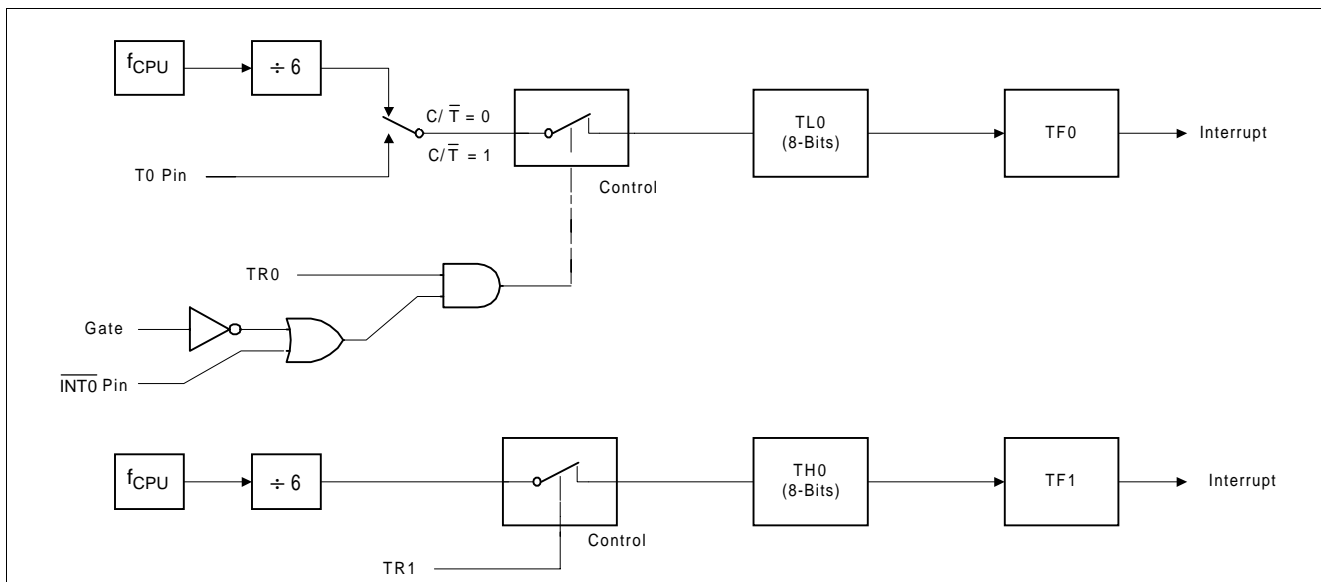 fCPU
÷ 6
C/T̅ = 0
C/T̅ = 1
T0 Pin
Control
TL0
(8-Bits)
TF0
Interrupt
TR0
Gate
I̅N̅T̅0̅ Pin
fCPU
÷ 6
Control
TR1
TH0
(8-Bits)
TF1
Interrupt